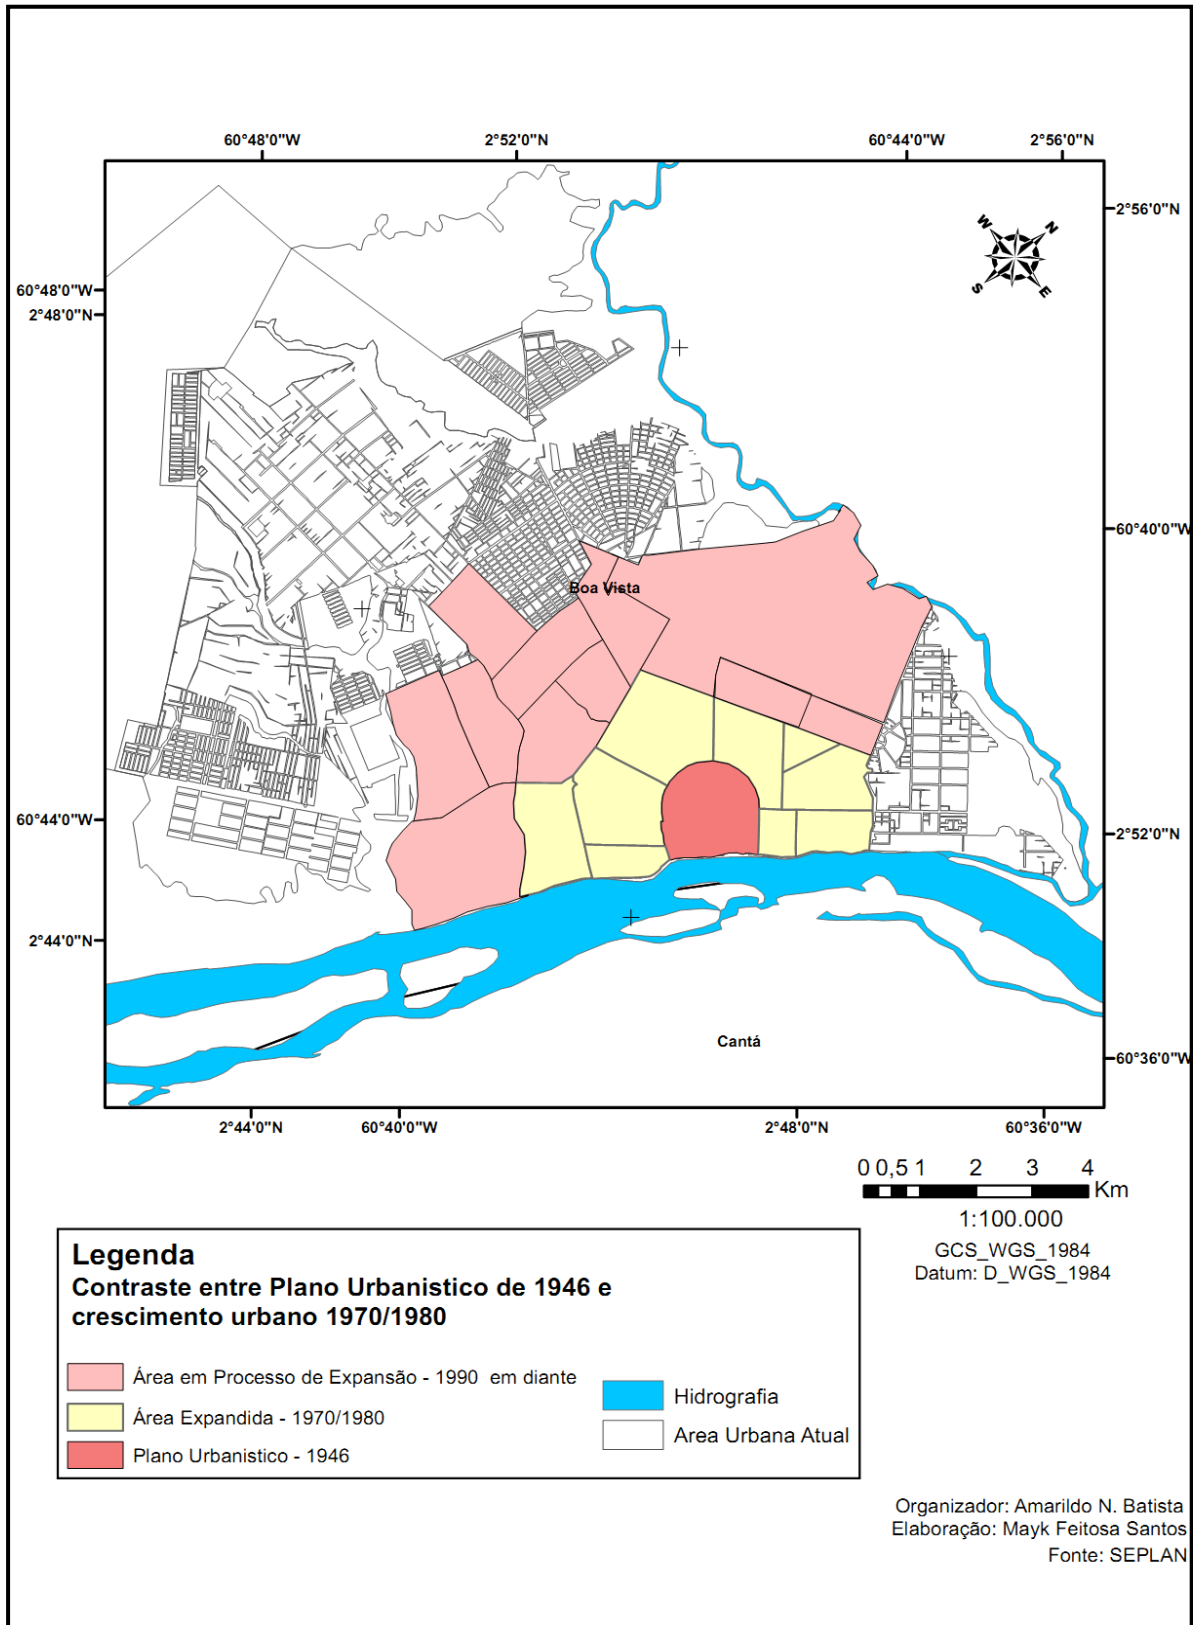 60°48'0"W
2°52'0"N
60°44'0"W
2°56'0"N
2°56'0"N
W
N
S
E
60°48'0"W
2°48'0"N
60°40'0"W
Boa Vista
60°44'0"W
2°52'0"N
2°44'0"N
Cantá
60°36'0"W
2°44'0"N
60°40'0"W
2°48'0"N
60°36'0"W
0 0,5 1 2 3 4
Km
1:100.000
GCS_WGS_1984
Datum: D_WGS_1984
Legenda
Contraste entre Plano Urbanistico de 1946 e
crescimento urbano 1970/1980
Área em Processo de Expansão - 1990 em diante
Área Expandida - 1970/1980
Plano Urbanistico - 1946
Hidrografia
Area Urbana Atual
Organizador: Amarildo N. Batista
Elaboração: Mayk Feitosa Santos
Fonte: SEPLAN